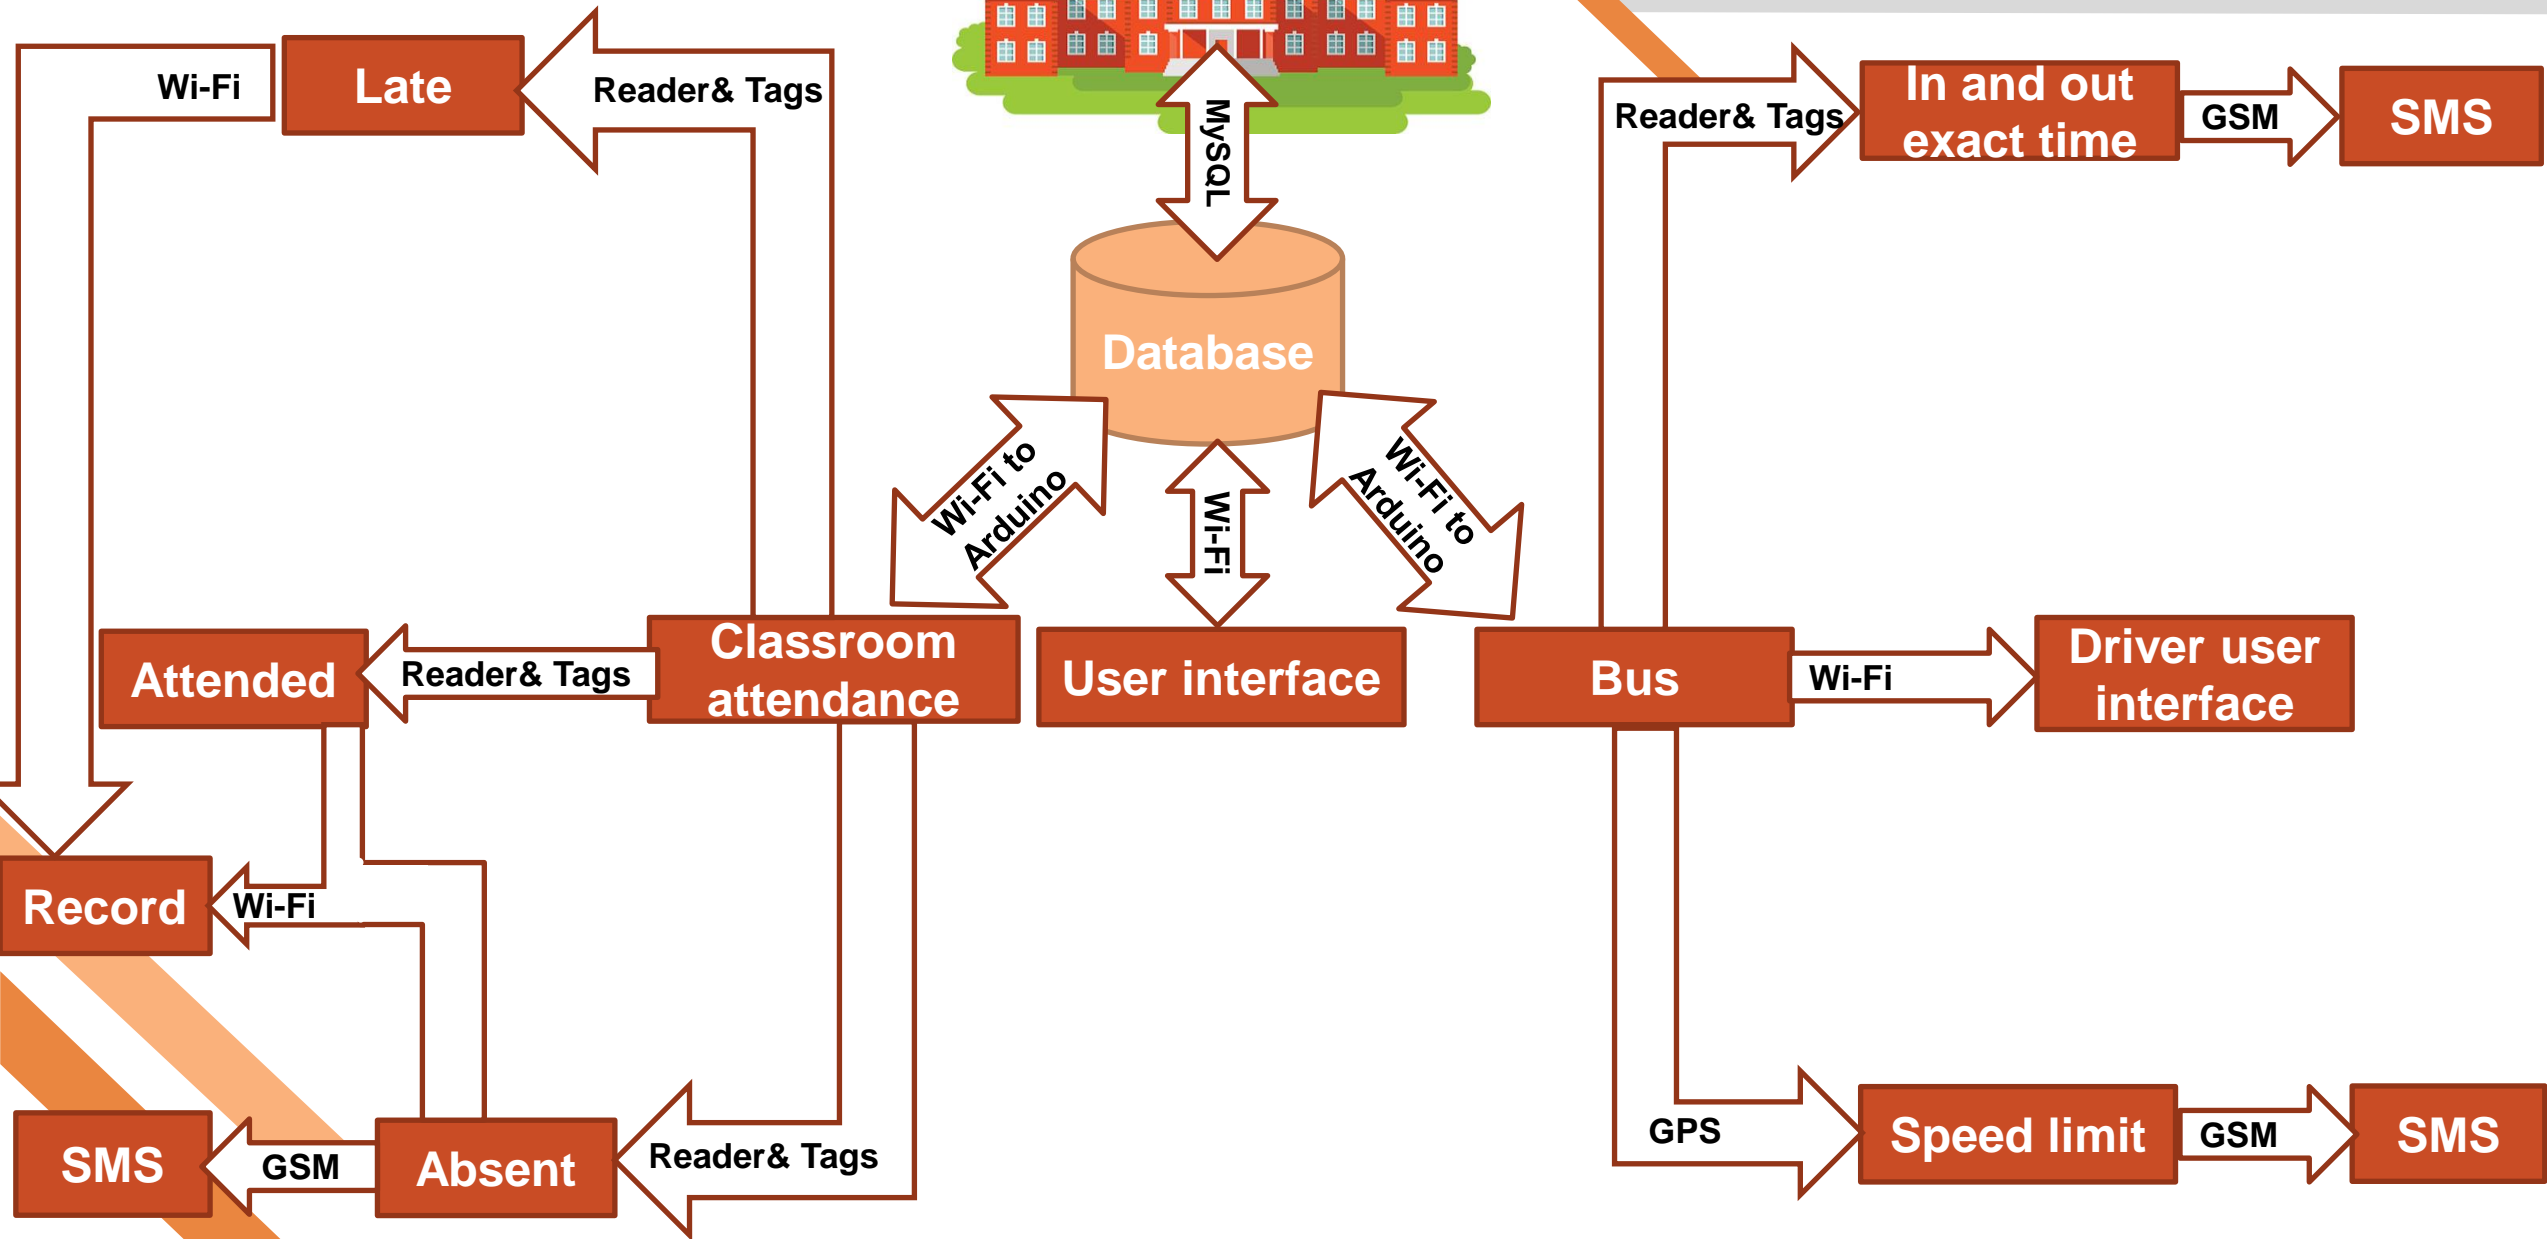 Wi-Fi
Late
Reader& Tags
MySQL
Reader& Tags
In and out
exact time
GSM
SMS
Database
Wi-Fi to
Arduino
Wi-Fi
Wi-Fi to
Arduino
Attended
Reader& Tags
Classroom
attendance
User interface
Bus
Wi-Fi
Driver user
interface
Record
Wi-Fi
SMS
GSM
Absent
Reader& Tags
GPS
Speed limit
GSM
SMS